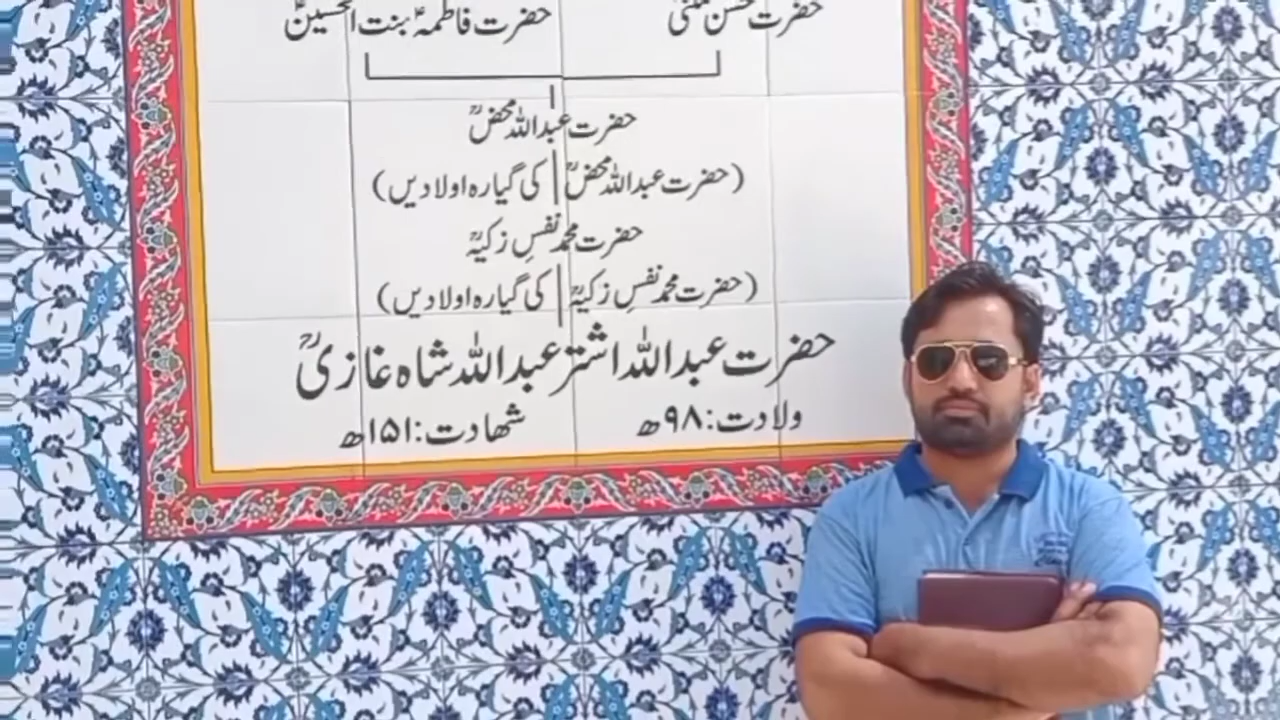 حضرت حسن مثنیٰ حضرت فاطمہؑ بنت الحسینؑ
حضرت عبداللہ محضؒ
(حضرت عبداللہ محضؒ کی گیارہ اولادیں)
حضرت محمد نفسِ زکیہؒ
(حضرت محمد نفسِ زکیہؒ کی گیارہ اولادیں)
حضرت عبداللہ اشتر عبداللہ شاہ غازیؒ
ولادت:۹۸ھ شهادت:۱۵۱ھ